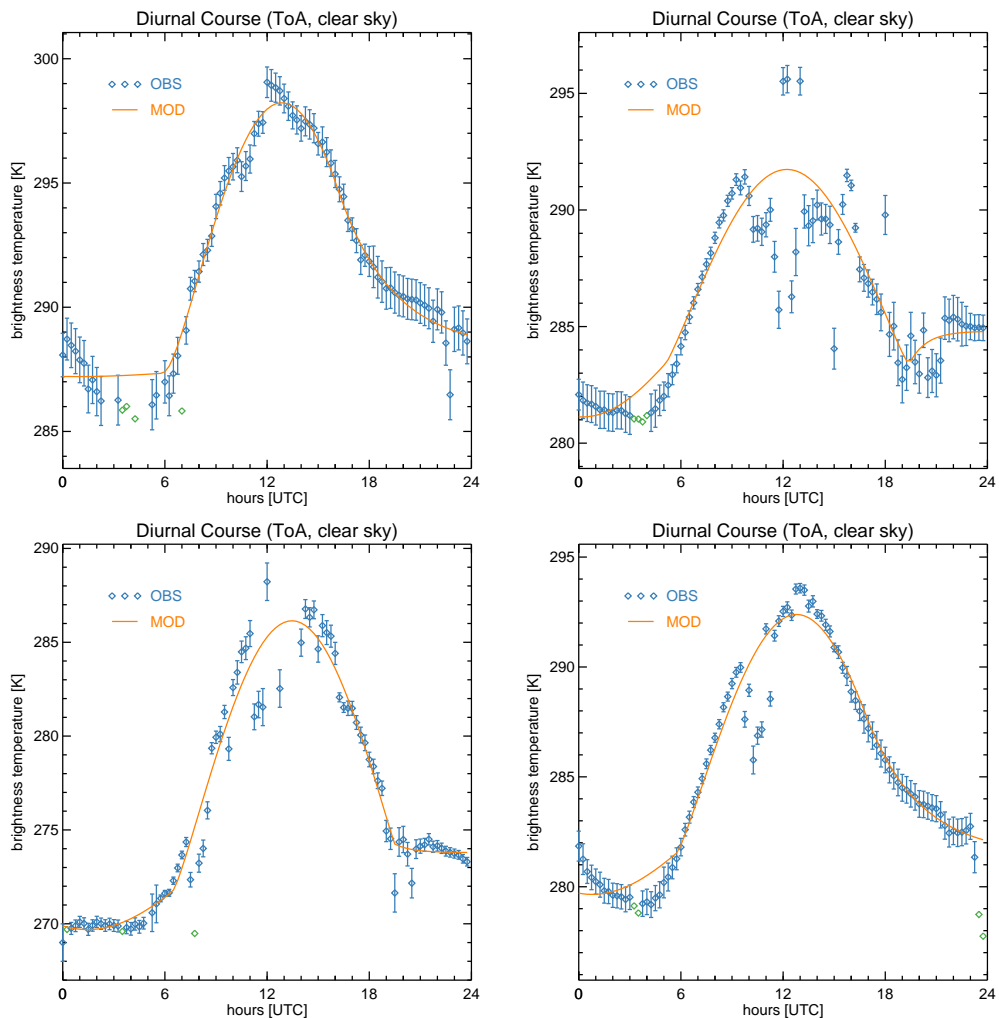 Diurnal Course (ToA, clear sky)
300
295
290
285
brightness temperature [K]
OBS
MOD
0 6 12 18 24
hours [UTC]
Diurnal Course (ToA, clear sky)
295
290
285
280
brightness temperature [K]
OBS
MOD
0 6 12 18 24
hours [UTC]
Diurnal Course (ToA, clear sky)
290
285
280
275
270
brightness temperature [K]
OBS
MOD
0 6 12 18 24
hours [UTC]
Diurnal Course (ToA, clear sky)
295
290
285
280
brightness temperature [K]
OBS
MOD
0 6 12 18 24
hours [UTC]